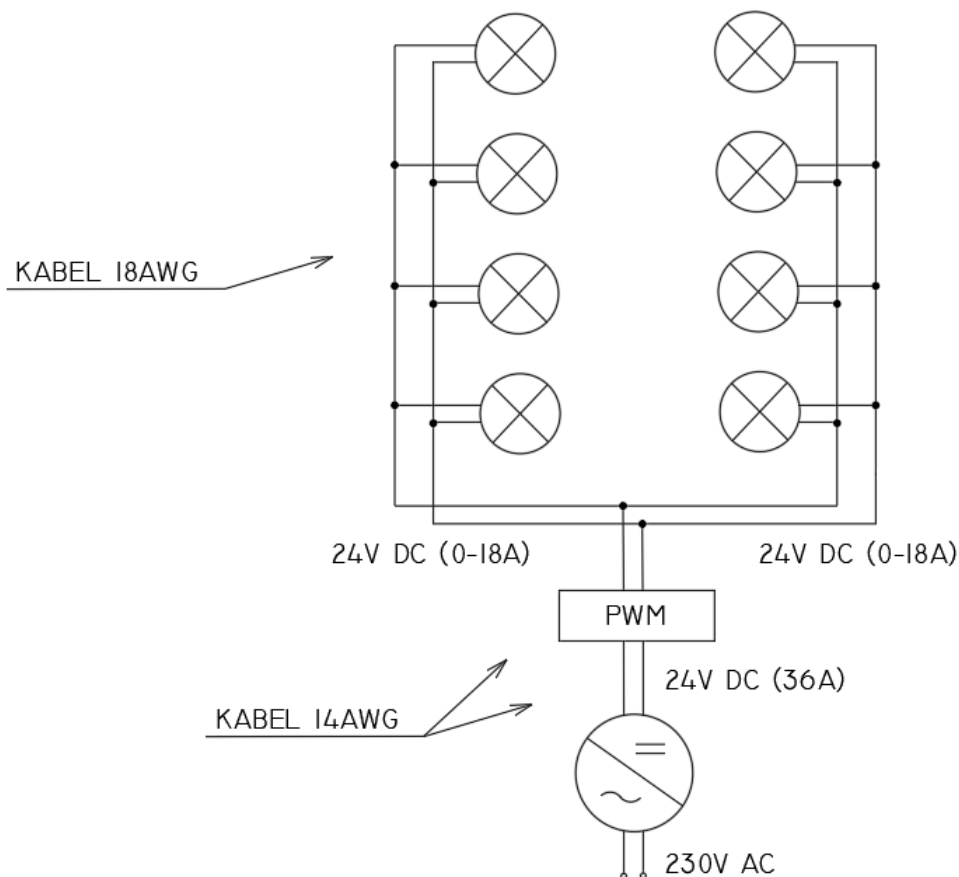 KABEL 18AWG
24V DC (0-18A)
24V DC (0-18A)
PWM
24V DC (36A)
KABEL 14AWG
230V AC